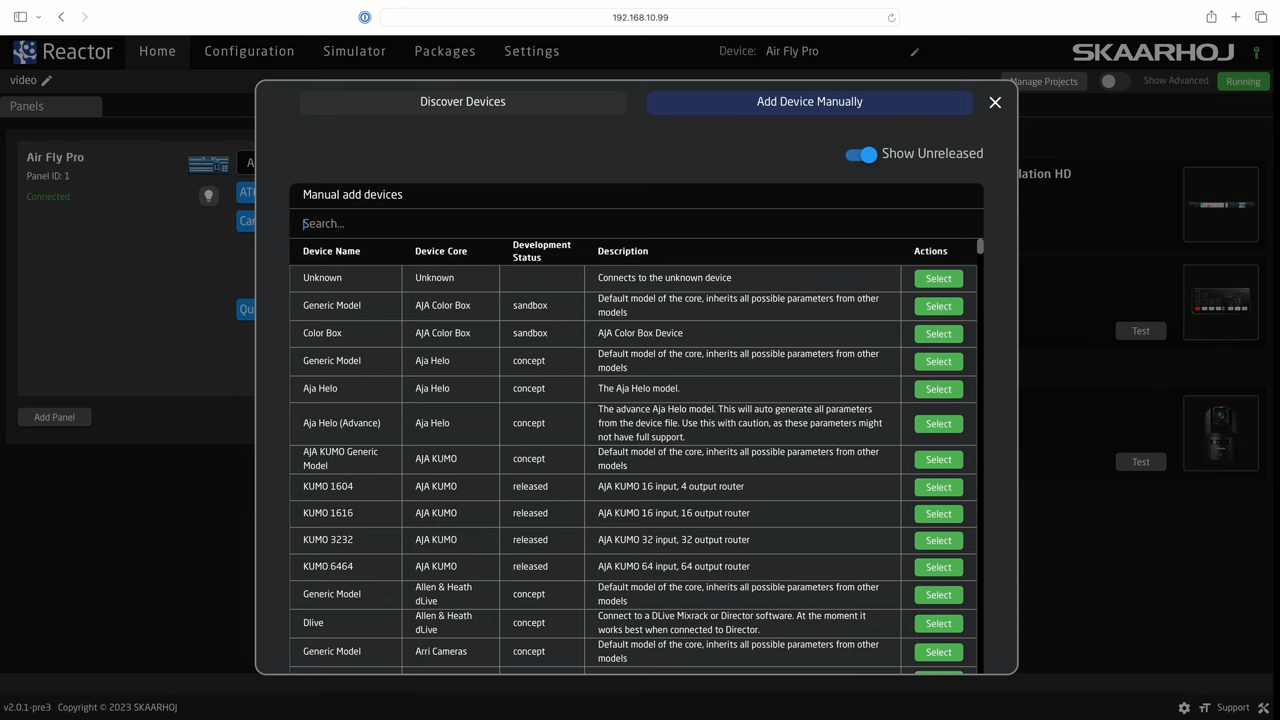 192.168.10.99
Reactor
Home
Configuration
Simulator
Packages
Settings
Device: Air Fly Pro
SKAARHOJ
video
Manage Projects
Show Advanced
Running
Panels
Air Fly Pro
Panel ID: 1
Connected
A
AT
Ca
Qu
Add Panel
lation HD
Test
Test
Discover Devices
Add Device Manually
Show Unreleased
Manual add devices
Search...
Device Name Device Core Development Status Description Actions
Unknown Unknown Connects to the unknown device Select
Generic Model AJA Color Box sandbox Default model of the core, inherits all possible parameters from other models Select
Color Box AJA Color Box sandbox AJA Color Box Device Select
Generic Model Aja Helo concept Default model of the core, inherits all possible parameters from other models Select
Aja Helo Aja Helo concept The Aja Helo model. Select
Aja Helo (Advance) Aja Helo concept The advance Aja Helo model. This will auto generate all parameters from the device file. Use this with caution, as these parameters might not have full support. Select
AJA KUMO Generic Model AJA KUMO concept Default model of the core, inherits all possible parameters from other models Select
KUMO 1604 AJA KUMO released AJA KUMO 16 input, 4 output router Select
KUMO 1616 AJA KUMO released AJA KUMO 16 input, 16 output router Select
KUMO 3232 AJA KUMO released AJA KUMO 32 input, 32 output router Select
KUMO 6464 AJA KUMO released AJA KUMO 64 input, 64 output router Select
Generic Model Allen & Heath dLive concept Default model of the core, inherits all possible parameters from other models Select
Dlive Allen & Heath dLive concept Connect to a DLive Mixrack or Director software. At the moment it works best when connected to Director. Select
Generic Model Arri Cameras concept Default model of the core, inherits all possible parameters from other models Select
v2.0.1-pre3 Copyright © 2023 SKAARHOJ
Support